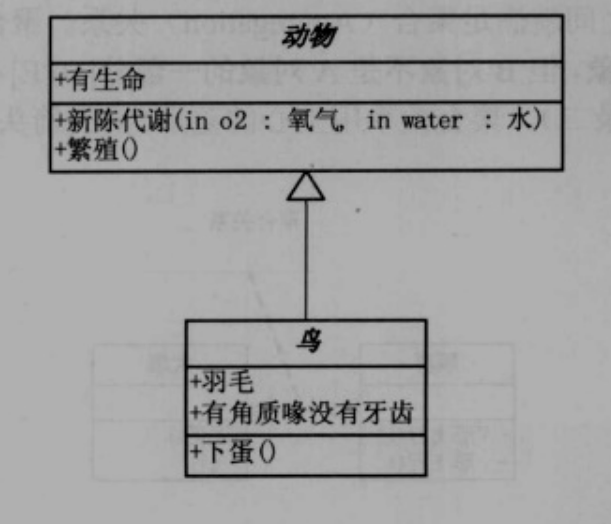 动物
+有生命
+新陈代谢(in o2 : 氧气, in water : 水)
+繁殖()
鸟
+羽毛
+有角质喙没有牙齿
+下蛋()